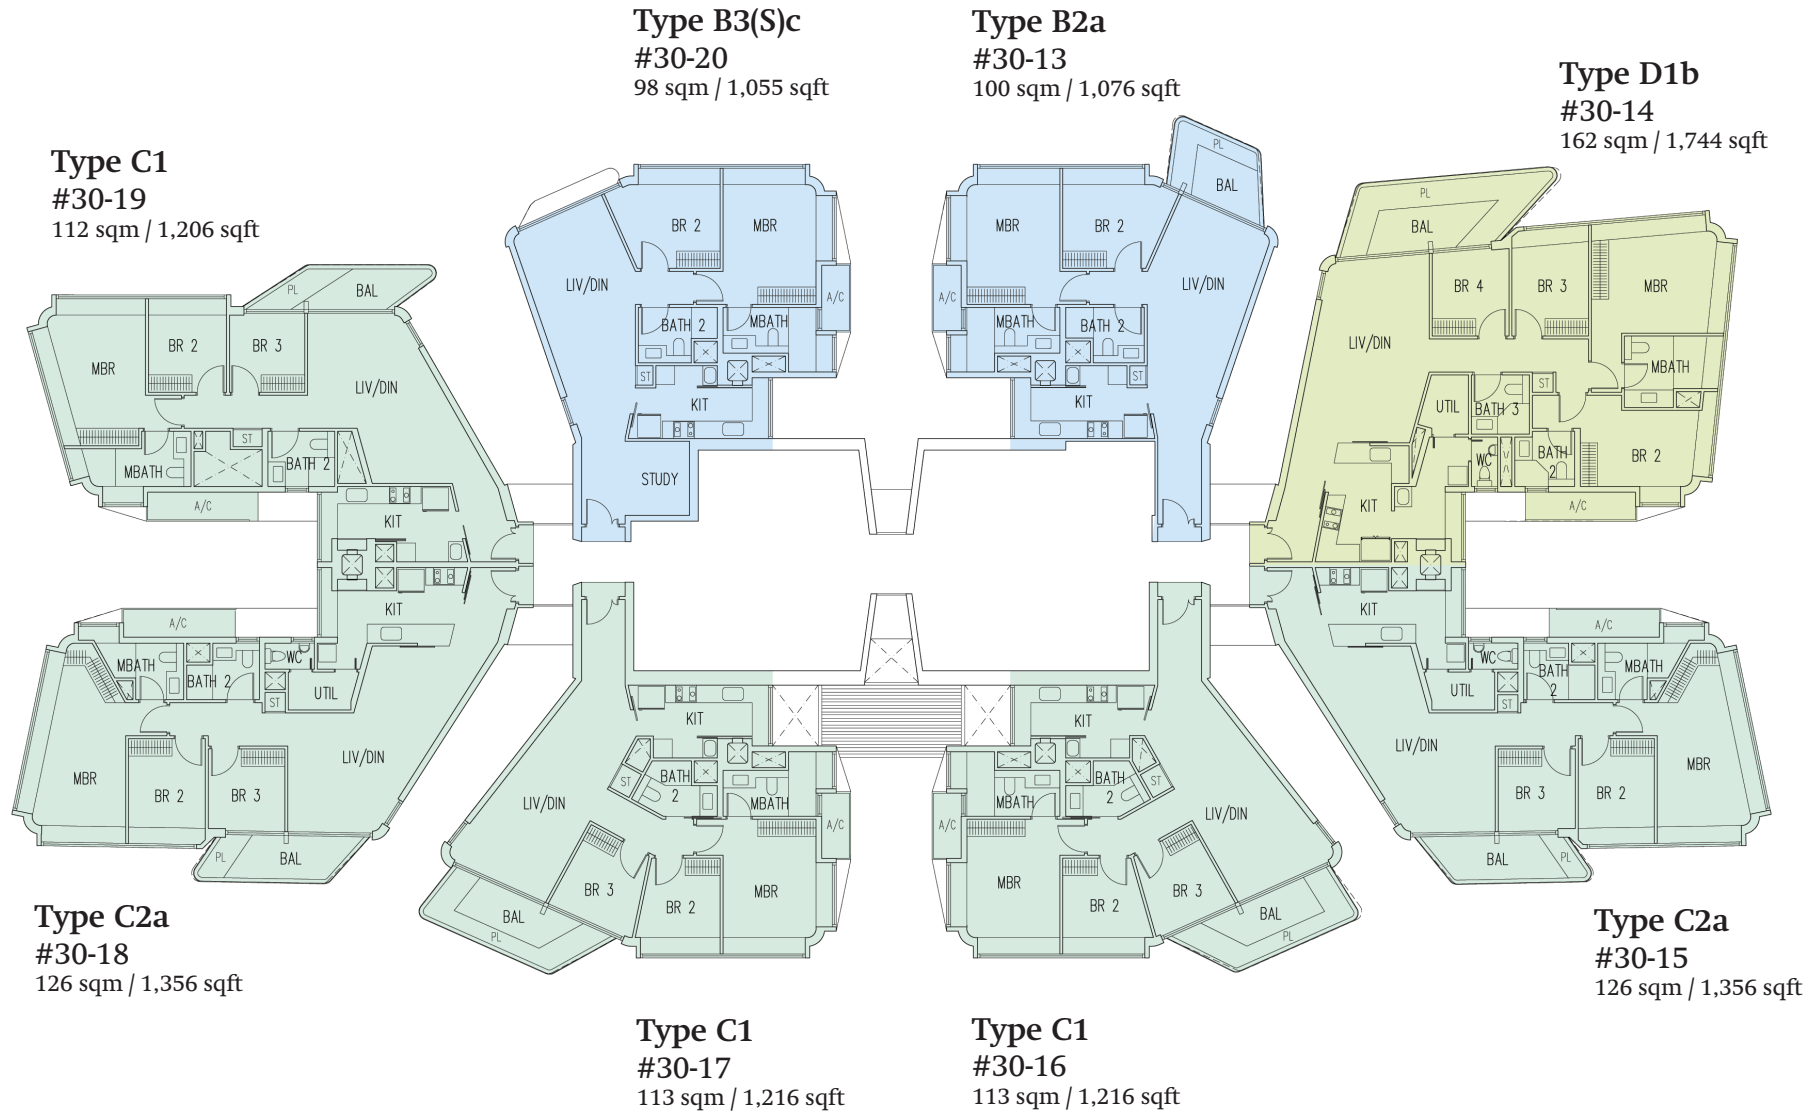 Type B3(S)c
#30-20
98 sqm / 1,055 sqft
Type B2a
#30-13
100 sqm / 1,076 sqft
Type D1b
#30-14
162 sqm / 1,744 sqft
Type C1
#30-19
112 sqm / 1,206 sqft
PL
BAL
BR 2
BR 3
MBR
LIV/DIN
ST
MBATH
BATH 2
A/C
KIT
BR 2
MBR
LIV/DIN
A/C
BATH 2
MBATH
ST
KIT
STUDY
PL
BAL
MBR
BR 2
LIV/DIN
A/C
MBATH
BATH 2
ST
KIT
PL
BAL
BR 4
BR 3
MBR
LIV/DIN
MBATH
ST
UTIL
BATH 3
WC
BATH
2
BR 2
KIT
A/C
KIT
A/C
MBATH
BATH 2
WC
UTIL
ST
LIV/DIN
MBR
BR 2
BR 3
PL
BAL
KIT
ST
BATH
2
MBATH
LIV/DIN
A/C
BR 3
BR 2
MBR
BAL
PL
KIT
MBATH
BATH
2
ST
A/C
LIV/DIN
MBR
BR 2
BR 3
BAL
PL
KIT
A/C
WC
BATH
2
MBATH
UTIL
ST
LIV/DIN
BR 3
BR 2
MBR
BAL
PL
Type C2a
#30-18
126 sqm / 1,356 sqft
Type C2a
#30-15
126 sqm / 1,356 sqft
Type C1
#30-17
113 sqm / 1,216 sqft
Type C1
#30-16
113 sqm / 1,216 sqft